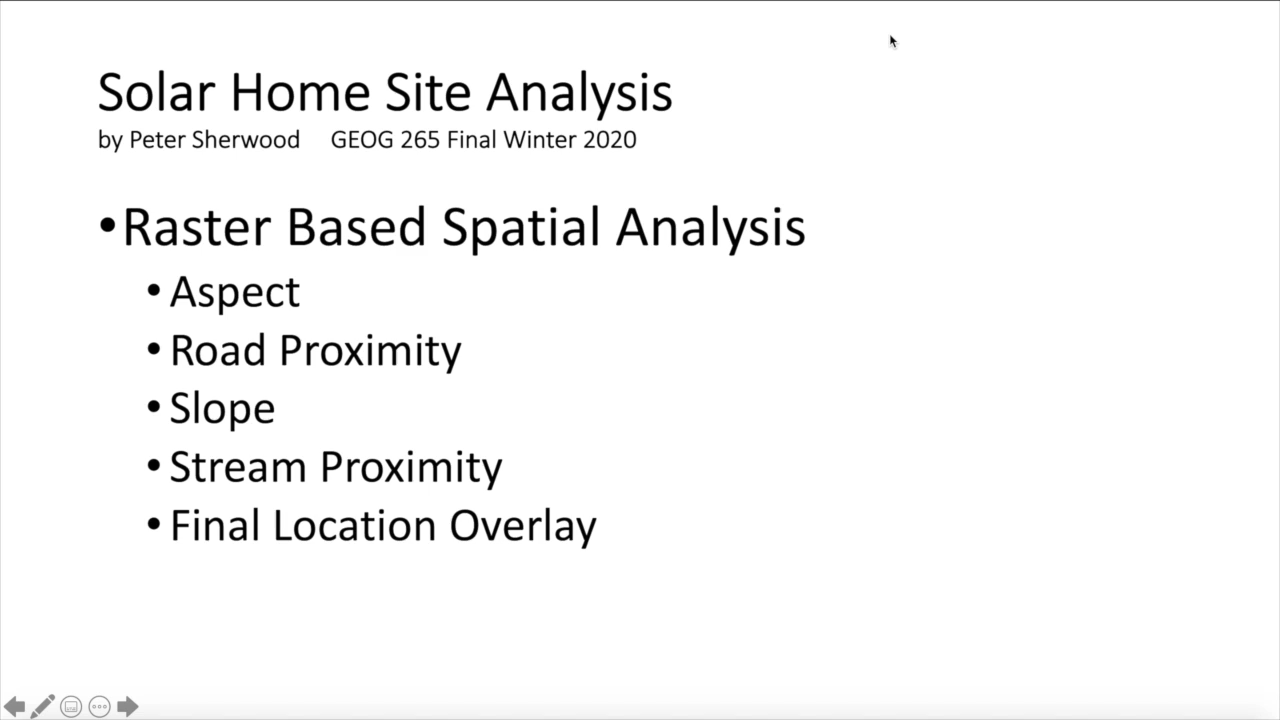 Solar Home Site Analysis
by Peter Sherwood GEOG 265 Final Winter 2020
•Raster Based Spatial Analysis
• Aspect
• Road Proximity
• Slope
• Stream Proximity
• Final Location Overlay